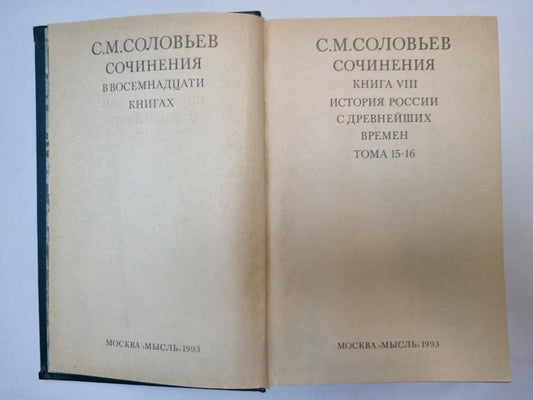 С.М.СОЛОВЬЕВ
СОЧИНЕНИЯ
В ВОСЕМНАДЦАТИ
КНИГАХ
МОСКВА «МЫСЛЬ» 1993
С.М.СОЛОВЬЕВ
СОЧИНЕНИЯ
КНИГА VIII
ИСТОРИЯ РОССИИ
С ДРЕВНЕЙШИХ
ВРЕМЕН
ТОМА 15-16
МОСКВА «МЫСЛЬ» 1993